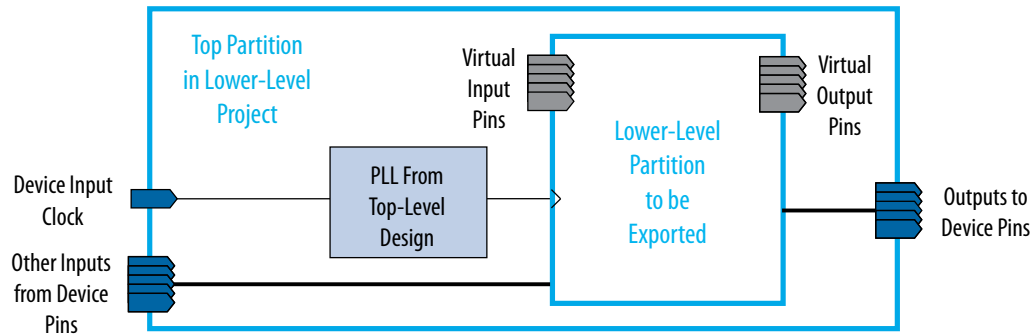 Top Partition
in Lower-Level
Project
Virtual
Input
Pins
Virtual
Output
Pins
Lower-Level
Partition
to be
Exported
Device Input
Clock
PLL From
Top-Level
Design
Outputs to
Device Pins
Other Inputs
from Device
Pins